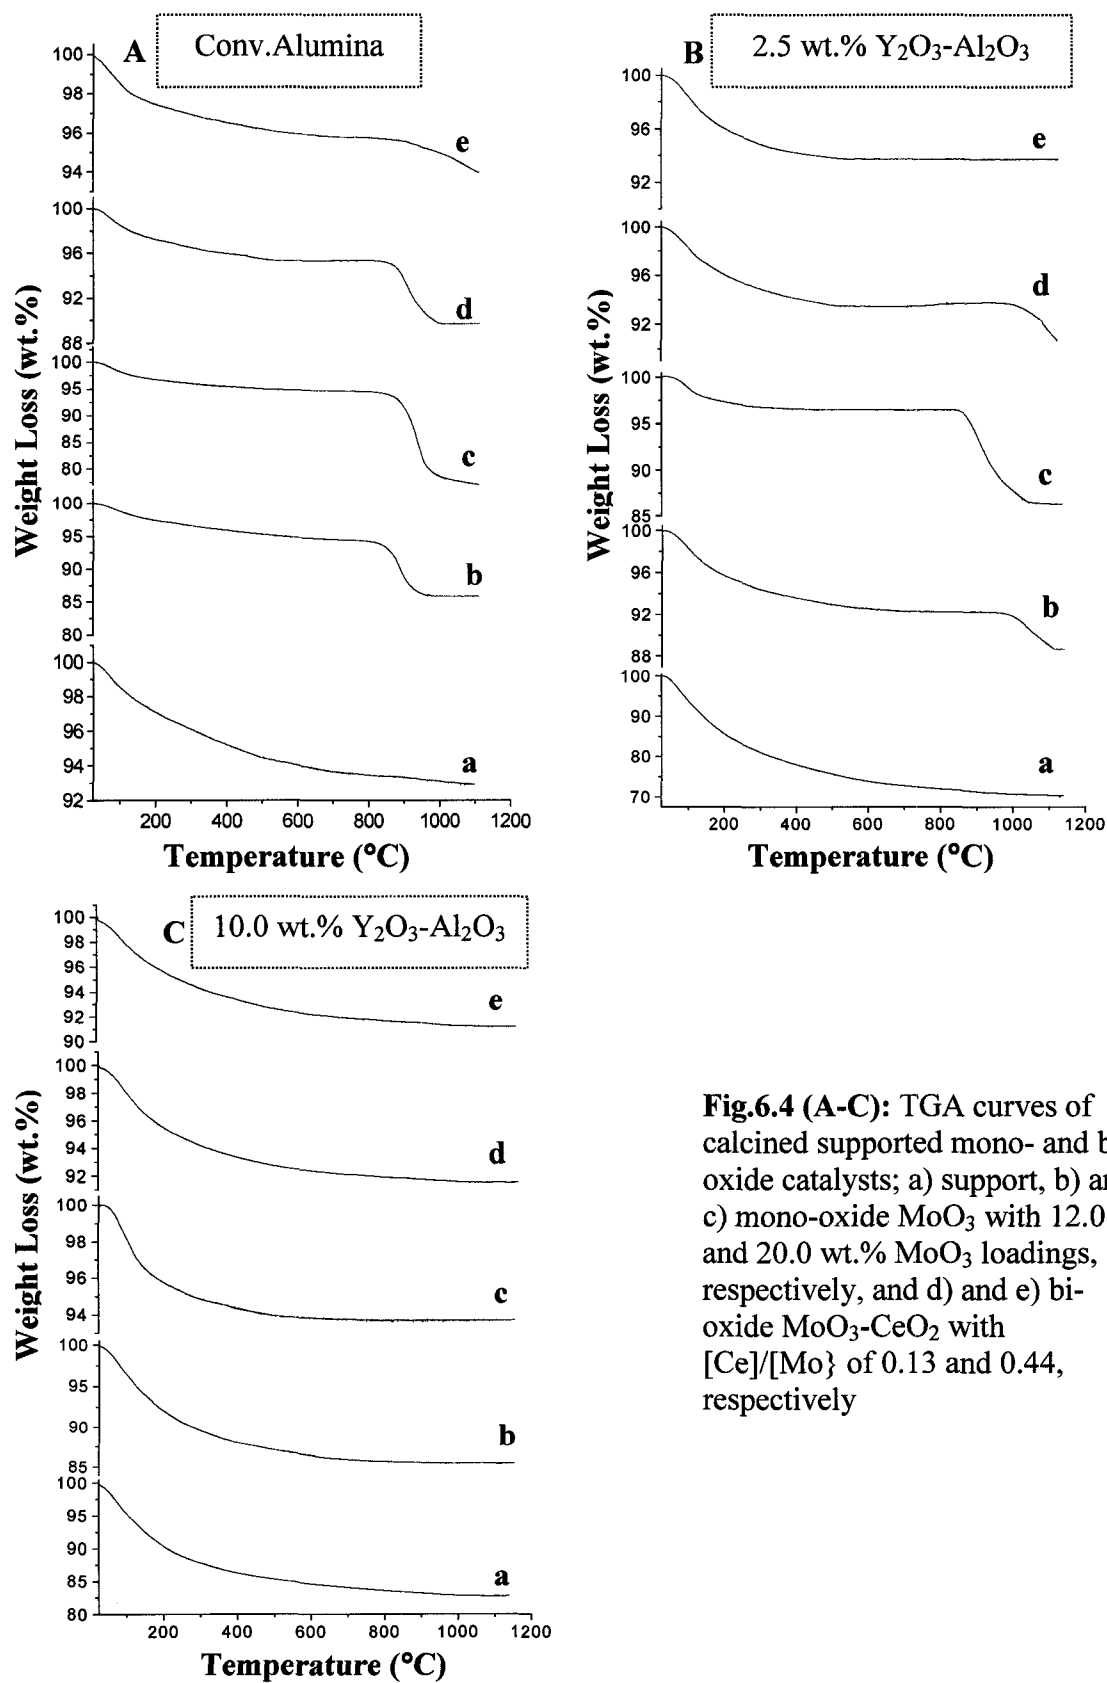 A
Conv.Alumina
100
98
96
94
e
100
96
92
88
d
100
95
90
85
80
c
100
95
90
85
80
b
100
98
96
94
92
a
200
400
600
800
1000
1200
Weight Loss (wt.%)
Temperature (°C)
B
2.5 wt.% Y₂O₃-Al₂O₃
100
96
92
e
100
96
92
d
100
95
90
85
c
100
96
92
88
b
100
90
80
70
a
200
400
600
800
1000
1200
Weight Loss (wt.%)
Temperature (°C)
C
10.0 wt.% Y₂O₃-Al₂O₃
100
98
96
94
92
90
e
100
98
96
94
92
d
100
98
96
94
c
100
95
90
85
b
100
95
90
85
80
a
200
400
600
800
1000
1200
Weight Loss (wt.%)
Temperature (°C)
Fig.6.4 (A-C): TGA curves of
calcined supported mono- and b
oxide catalysts; a) support, b) a
c) mono-oxide MoO₃ with 12.0
and 20.0 wt.% MoO₃ loadings,
respectively, and d) and e) bi-
oxide MoO₃-CeO₂ with
[Ce]/[Mo} of 0.13 and 0.44,
respectively